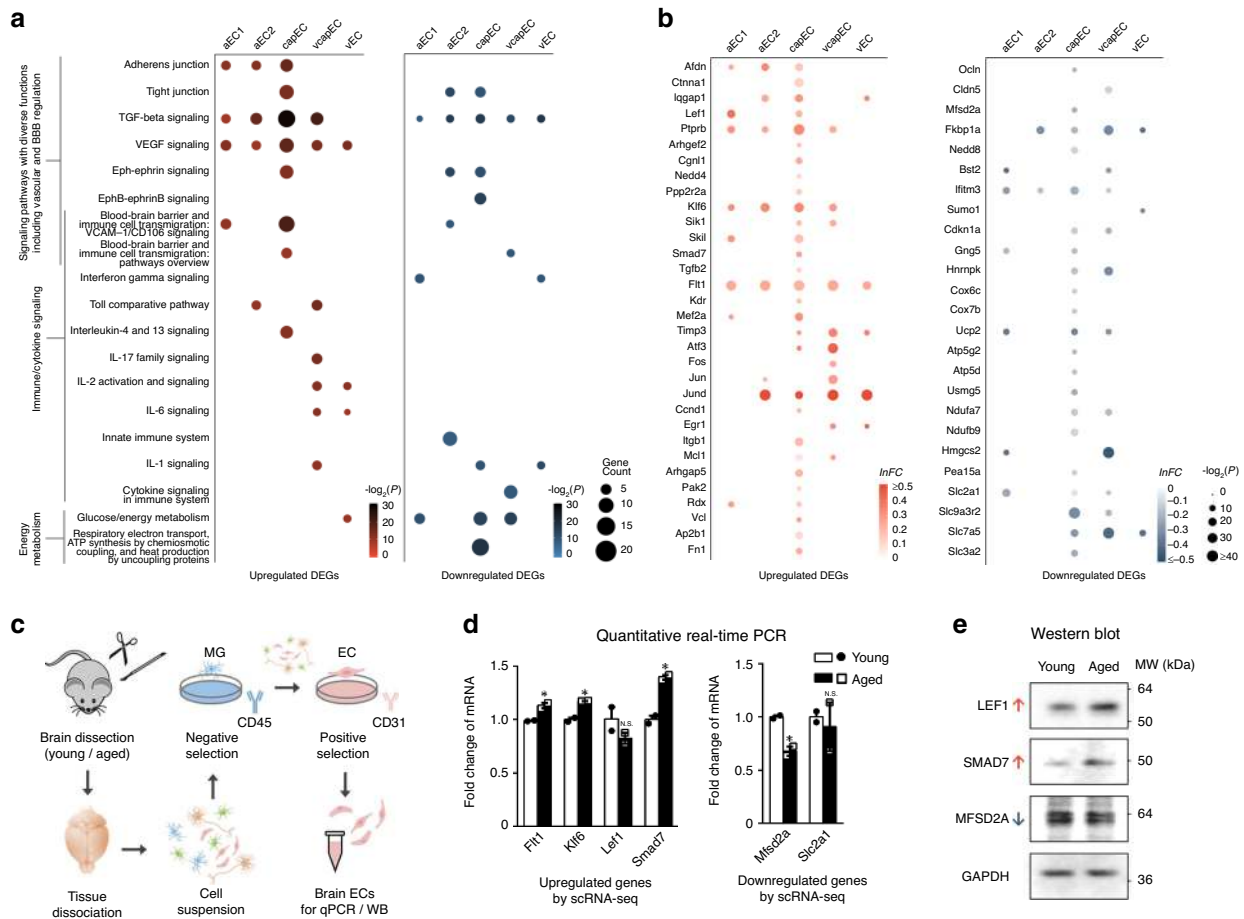 a
aEC1
aEC2
capEC
vcapEC
vEC
aEC1
aEC2
capEC
vcapEC
vEC
Signaling pathways with diverse functions
including vascular and BBB regulation
Adherens junction
Tight junction
TGF-beta signaling
VEGF signaling
Eph-ephrin signaling
EphB-ephrinB signaling
Blood-brain barrier and
immune cell transmigration:
VCAM–1/CD106 signaling
Blood-brain barrier and
immune cell transmigration:
pathways overview
Immune/cytokine signaling
Interferon gamma signaling
Toll comparative pathway
Interleukin-4 and 13 signaling
IL-17 family signaling
IL-2 activation and signaling
IL-6 signaling
Innate immune system
IL-1 signaling
Cytokine signaling
in immune system
Energy
metabolism
Glucose/energy metabolism
Respiratory electron transport,
ATP synthesis by chemiosmotic
coupling, and heat production
by uncoupling proteins
-log2(P)
30
20
10
0
Upregulated DEGs
-log2(P)
30
20
10
0
Gene
Count
5
10
15
20
Downregulated DEGs
b
aEC1
aEC2
capEC
vcapEC
vEC
Afdn
Ctnna1
Iqgap1
Lef1
Ptprb
Arhgef2
Cgnl1
Nedd4
Ppp2r2a
Klf6
Sik1
Skil
Smad7
Tgfb2
Flt1
Kdr
Mef2a
Timp3
Atf3
Fos
Jun
Jund
Ccnd1
Egr1
Itgb1
Mcl1
Arhgap5
Pak2
Rdx
Vcl
Ap2b1
Fn1
lnFC
≥0.5
0.4
0.3
0.2
0.1
0
Upregulated DEGs
aEC1
aEC2
capEC
vcapEC
vEC
Ocln
Cldn5
Mfsd2a
Fkbp1a
Nedd8
Bst2
Ifitm3
Sumo1
Cdkn1a
Gng5
Hnrnpk
Cox6c
Cox7b
Ucp2
Atp5g2
Atp5d
Usmg5
Ndufa7
Ndufb9
Hmgcs2
Pea15a
Slc2a1
Slc9a3r2
Slc7a5
Slc3a2
lnFC
0
–0.1
–0.2
–0.3
–0.4
≤–0.5
-log2(P)
0
10
20
30
≥40
Downregulated DEGs
c
MG
EC
CD45
CD31
Brain dissection
(young / aged)
Negative
selection
Positive
selection
Tissue
dissociation
Cell
suspension
Brain ECs
for qPCR / WB
d
Quantitative real-time PCR
Fold change of mRNA
1.5
1.0
0.5
0
*
*
N.S.
*
Flt1
Klf6
Lef1
Smad7
Upregulated genes
by scRNA-seq
Young
Aged
Fold change of mRNA
1.5
1.0
0.5
0
*
N.S.
Mfsd2a
Slc2a1
Downregulated genes
by scRNA-seq
e
Western blot
Young Aged MW (kDa)
LEF1
64
50
SMAD7
50
MFSD2A
64
GAPDH
36